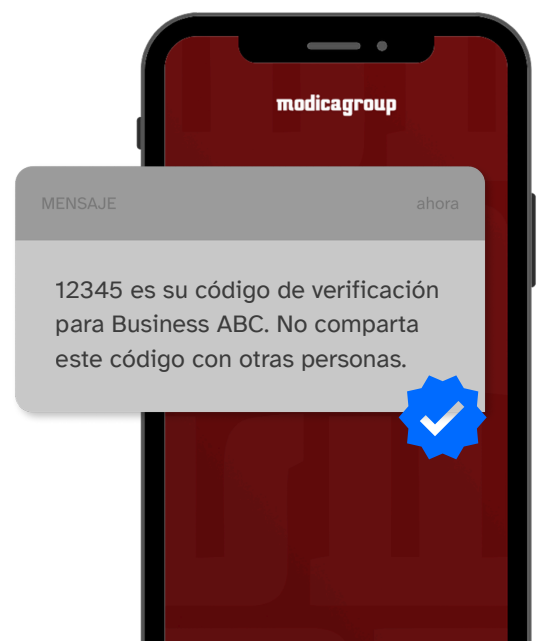 modicagroup
MENSAJE ahora
12345 es su código de verificación
para Business ABC. No comparta
este código con otras personas.